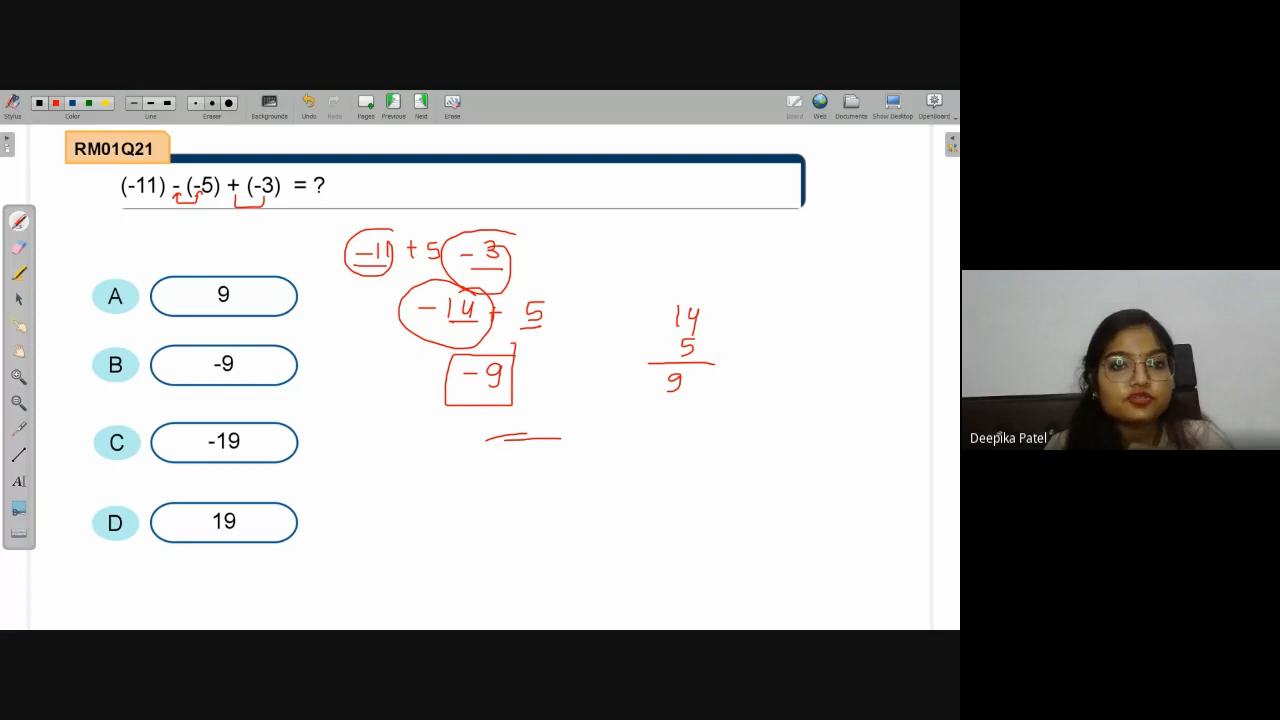 Stylus Color Line Eraser Backgrounds Undo Redo Pages Previous Next Erase Board Web Documents Show Desktop OpenBoard
RM01Q21
(-11) - (-5) + (-3) = ?
-11 + 5 - 3
A 9
-14 + 5
14
5
9
B -9
-9
C -19
D 19
Deepika Patel